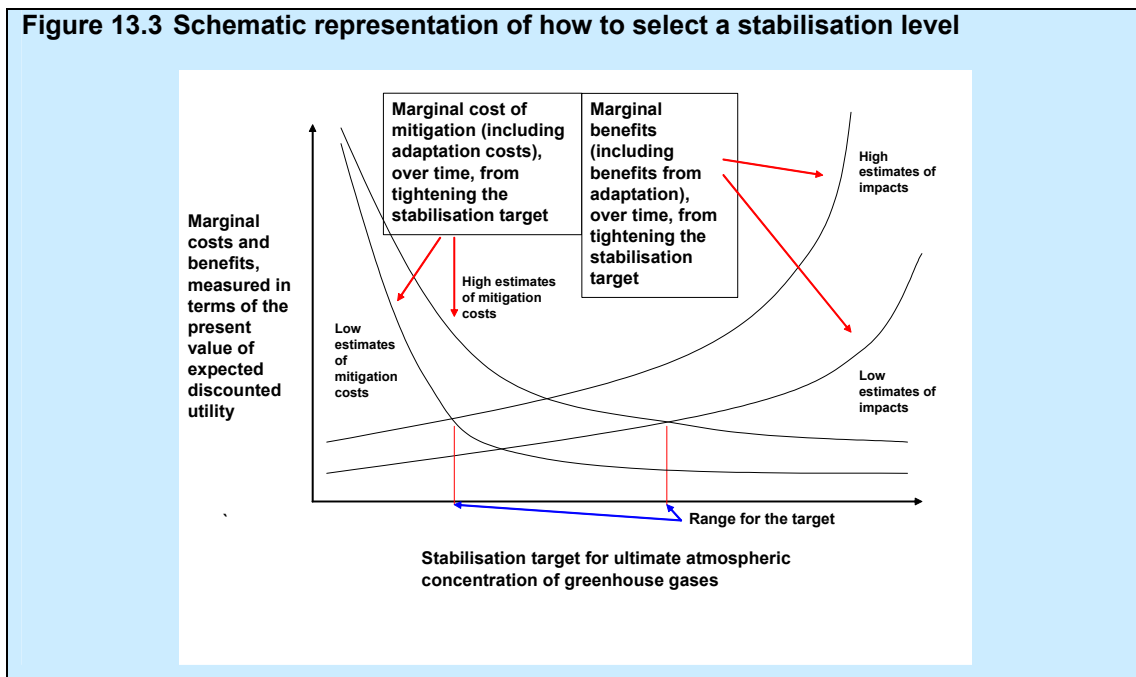 Figure 13.3 Schematic representation of how to select a stabilisation level
Marginal cost of
mitigation (including
adaptation costs),
over time, from
tightening the
stabilisation target
Marginal
benefits
(including
benefits from
adaptation),
over time, from
tightening the
stabilisation
target
High
estimates of
impacts
Marginal
costs and
benefits,
measured in
terms of the
present
value of
expected
discounted
utility
High estimates
of mitigation
costs
Low
estimates
of
mitigation
costs
Low
estimates of
impacts
Range for the target
Stabilisation target for ultimate atmospheric
concentration of greenhouse gases